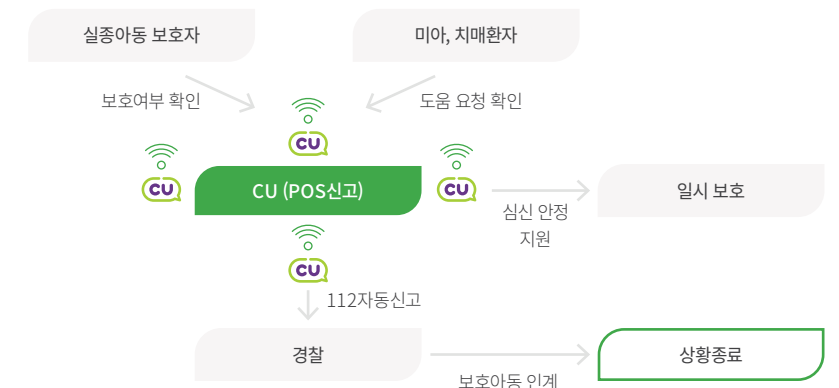 실종아동 보호자
미아, 치매환자
보호여부 확인
도움 요청 확인
CU
CU
CU (POS신고)
CU
일시 보호
심신 안정
지원
CU
112자동신고
경찰
상황종료
보호아동 인계